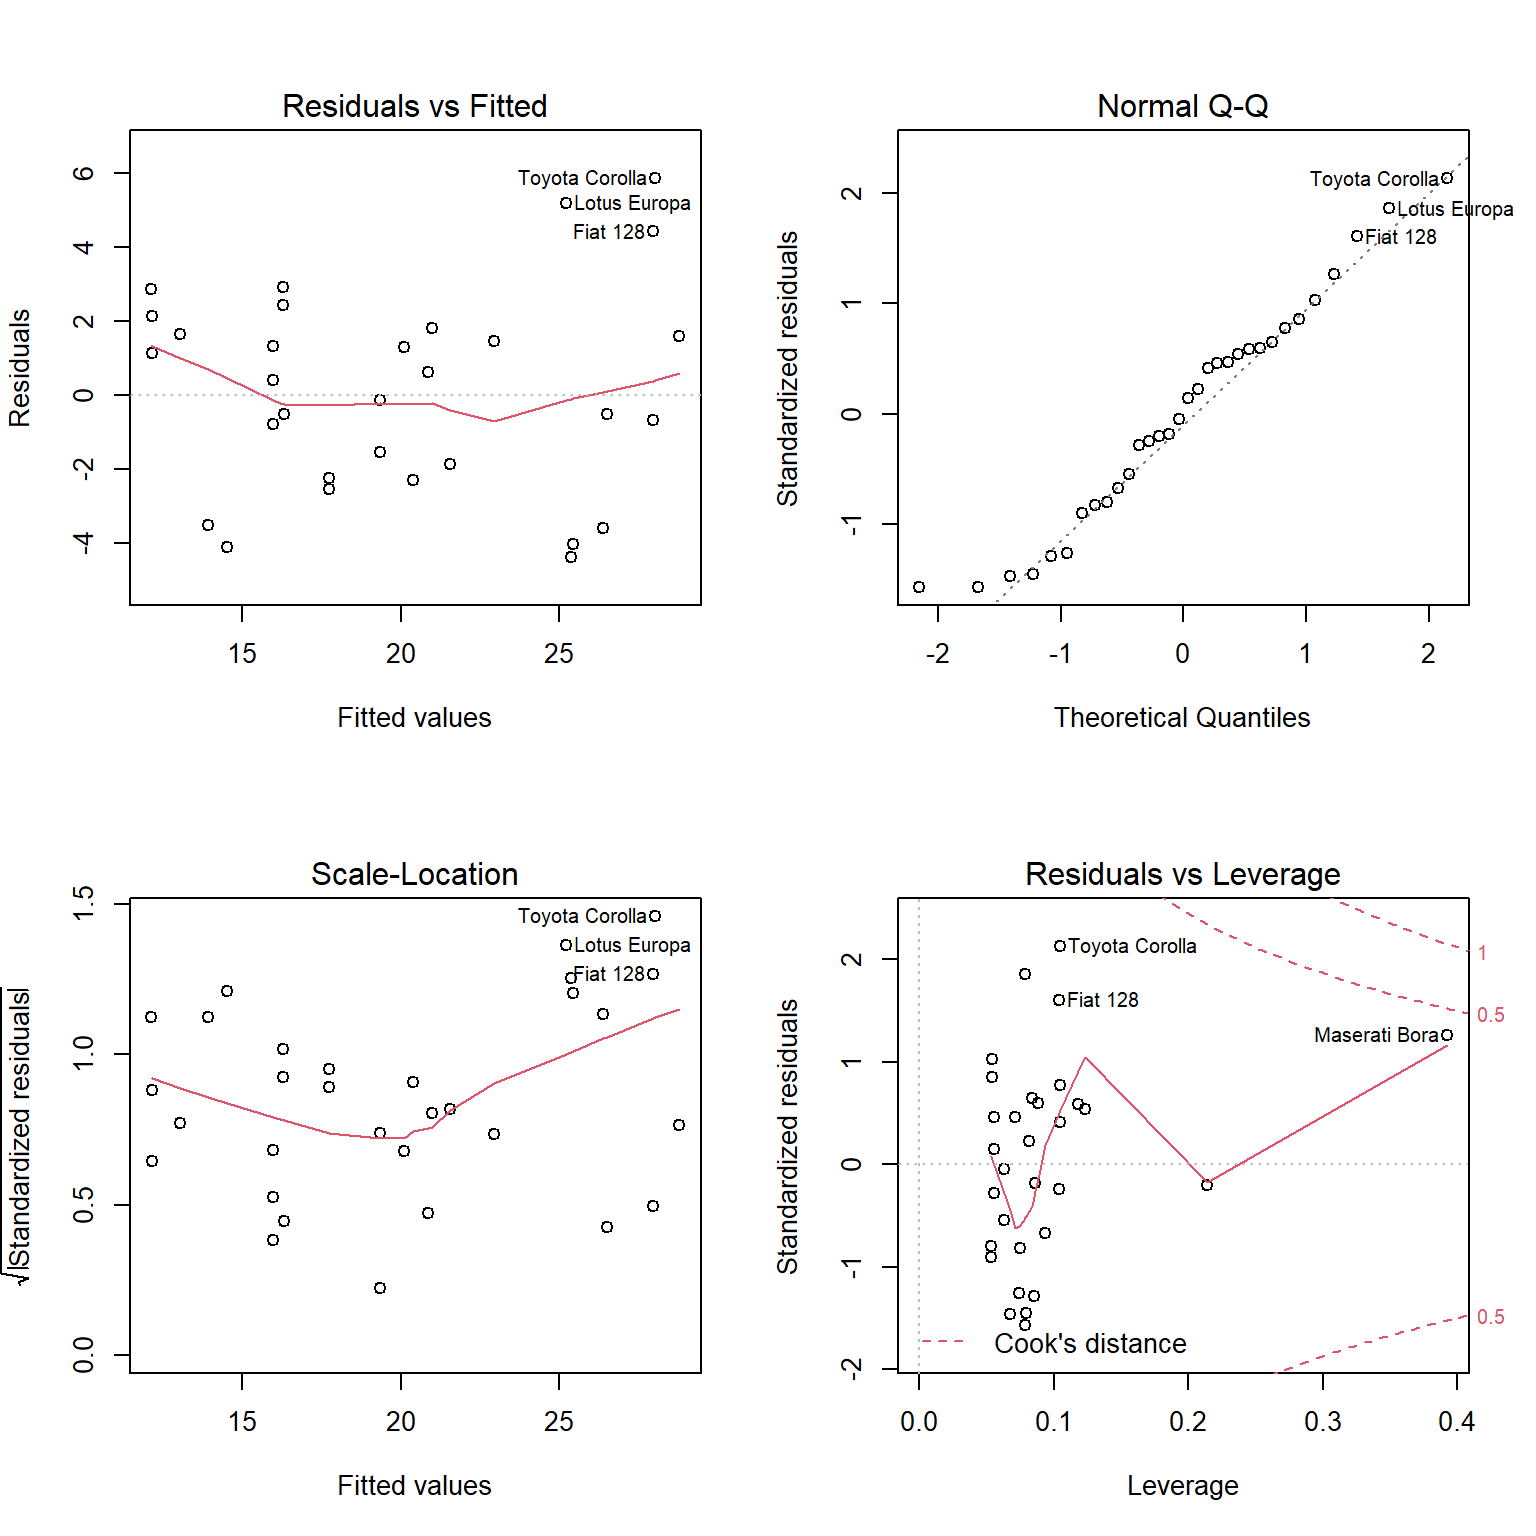 Residuals vs Fitted
Residuals
6
4
2
0
-2
-4
Toyota Corolla
Lotus Europa
Fiat 128
15 20 25
Fitted values
Normal Q-Q
Standardized residuals
2
1
0
-1
Toyota Corolla
Lotus Europa
Fiat 128
-2 -1 0 1 2
Theoretical Quantiles
Scale-Location
√|Standardized residuals|
1.5
1.0
0.5
0.0
Toyota Corolla
Lotus Europa
Fiat 128
15 20 25
Fitted values
Residuals vs Leverage
Standardized residuals
2
1
0
-1
-2
Toyota Corolla
Fiat 128
Maserati Bora
1
0.5
0.5
Cook's distance
0.0 0.1 0.2 0.3 0.4
Leverage